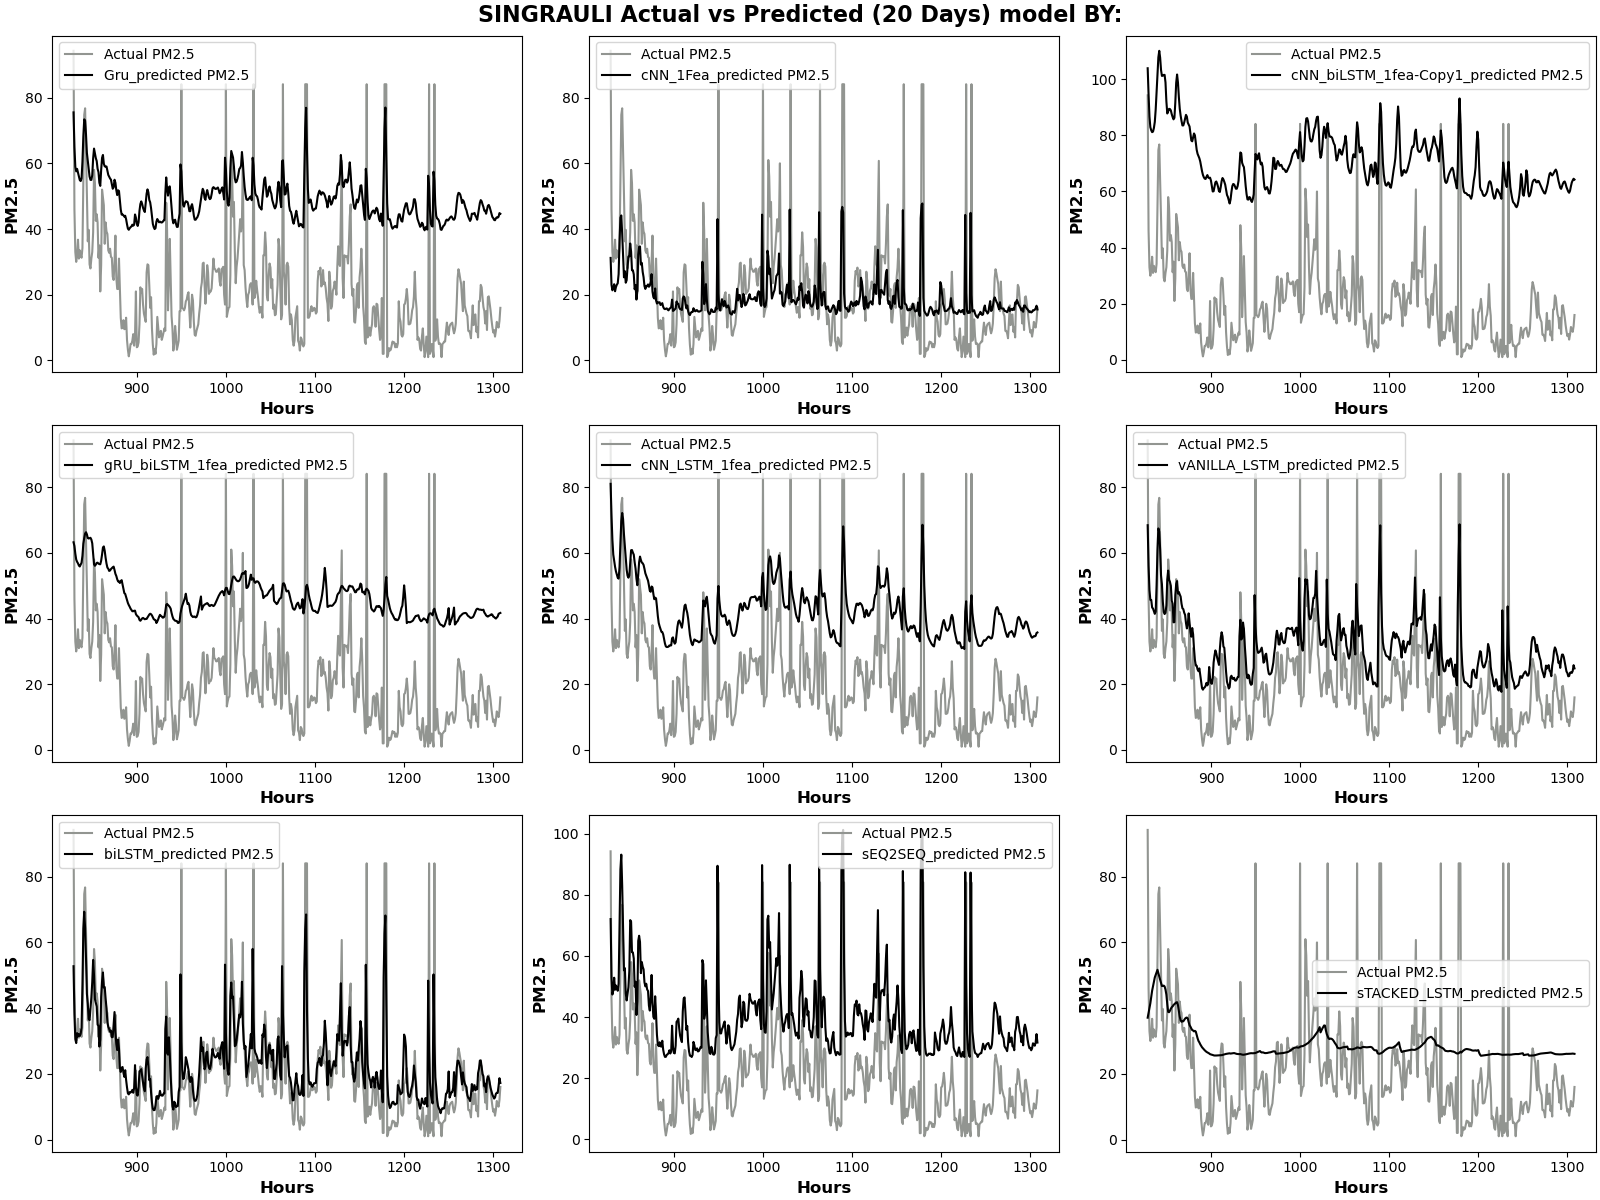 SINGRAULI Actual vs Predicted (20 Days) model BY:
Actual PM2.5
Gru_predicted PM2.5
PM2.5
80
60
40
20
0
900 1000 1100 1200 1300
Hours
Actual PM2.5
cNN_1Fea_predicted PM2.5
PM2.5
80
60
40
20
0
900 1000 1100 1200 1300
Hours
Actual PM2.5
cNN_biLSTM_1fea-Copy1_predicted PM2.5
PM2.5
100
80
60
40
20
0
900 1000 1100 1200 1300
Hours
Actual PM2.5
gRU_biLSTM_1fea_predicted PM2.5
PM2.5
80
60
40
20
0
900 1000 1100 1200 1300
Hours
Actual PM2.5
cNN_LSTM_1fea_predicted PM2.5
PM2.5
80
60
40
20
0
900 1000 1100 1200 1300
Hours
Actual PM2.5
vANILLA_LSTM_predicted PM2.5
PM2.5
80
60
40
20
0
900 1000 1100 1200 1300
Hours
Actual PM2.5
biLSTM_predicted PM2.5
PM2.5
80
60
40
20
0
900 1000 1100 1200 1300
Hours
Actual PM2.5
sEQ2SEQ_predicted PM2.5
PM2.5
100
80
60
40
20
0
900 1000 1100 1200 1300
Hours
Actual PM2.5
sTACKED_LSTM_predicted PM2.5
PM2.5
80
60
40
20
0
900 1000 1100 1200 1300
Hours